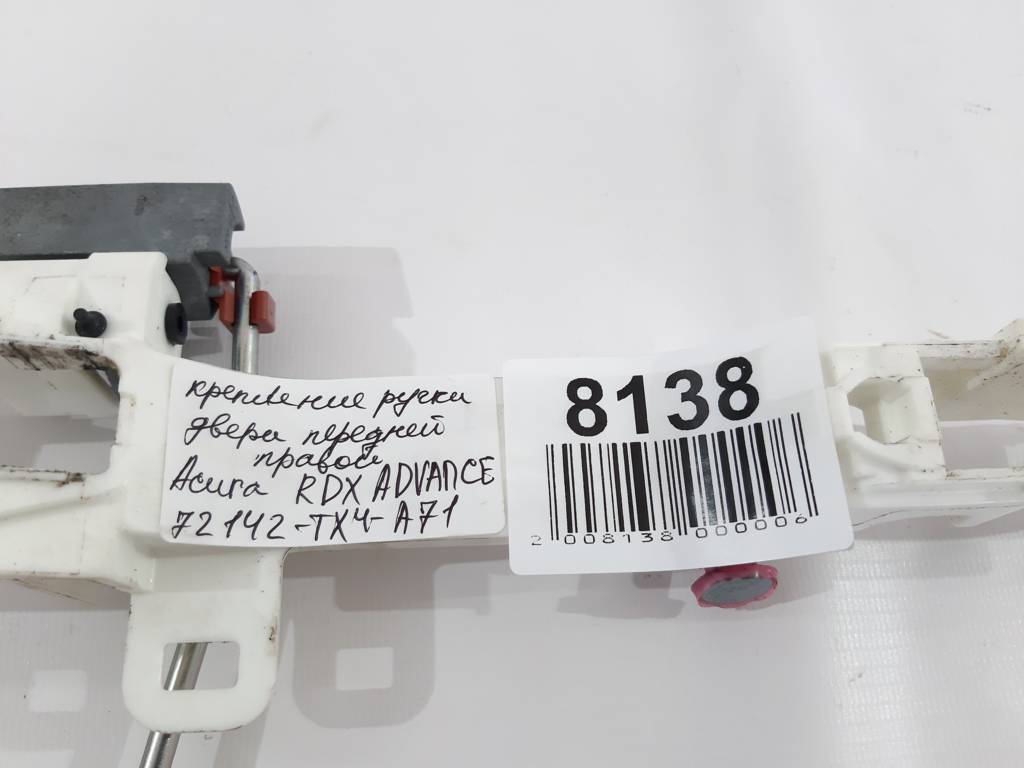 крепление ручки
двери передней
правой
Acura RDX ADVANCE
72142-TX4-A71
8138
2 008138 000006